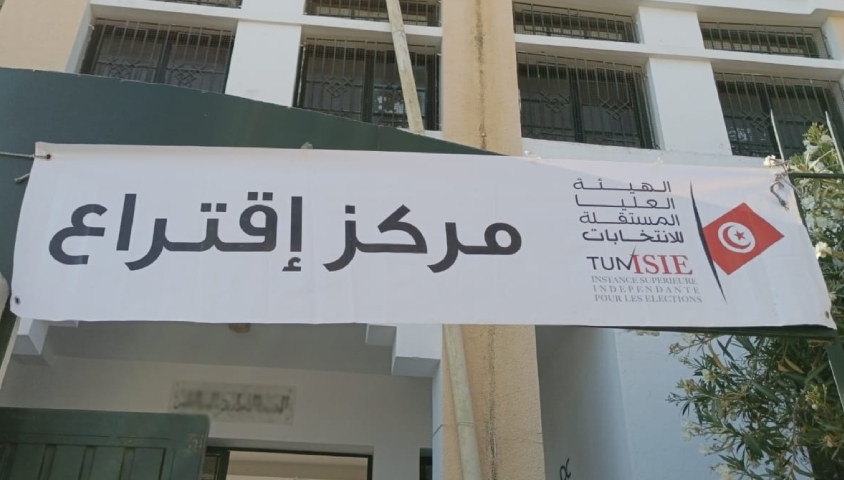 مركز إقتراع
الهيئة
العليا
المستقلة
للانتخابات
TUNISIE
INSTANCE SUPERIEURE
INDEPENDANTE
POUR LES ELECTIONS